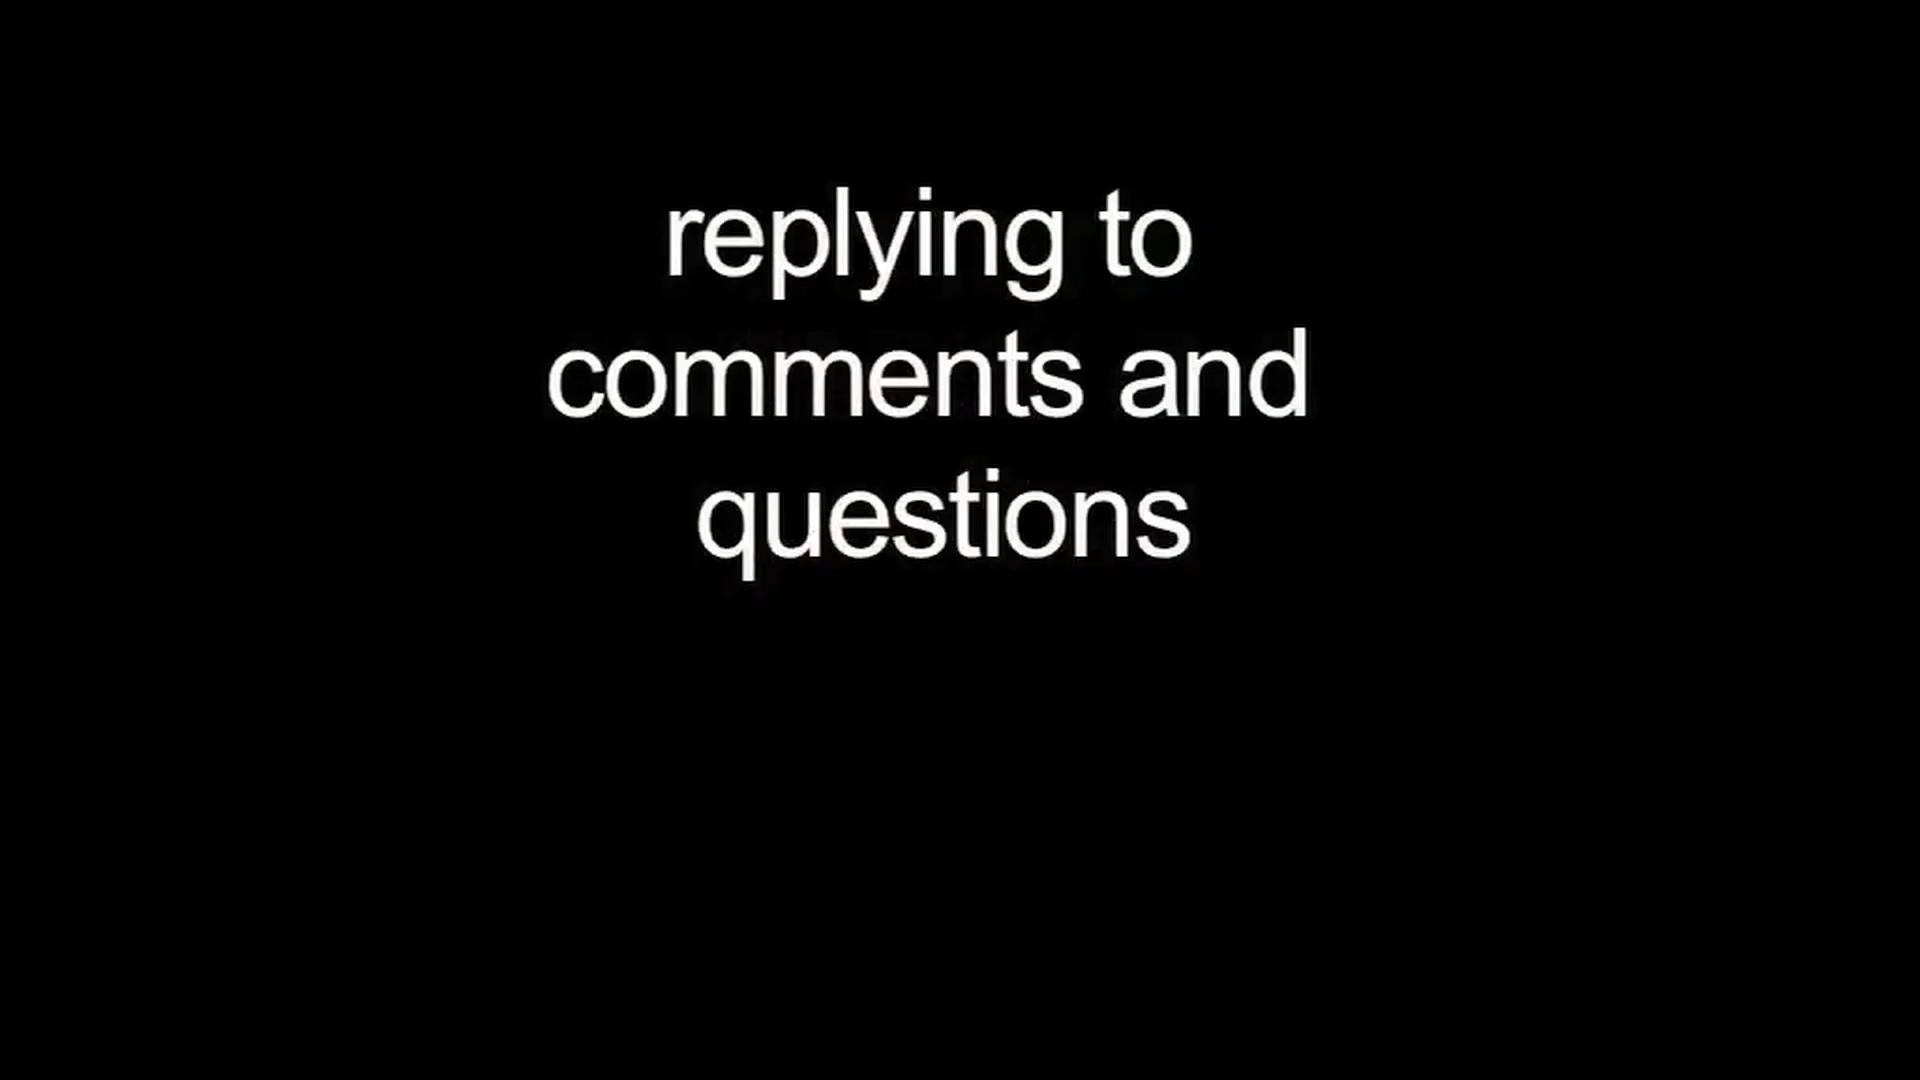 replying to
comments and
questions